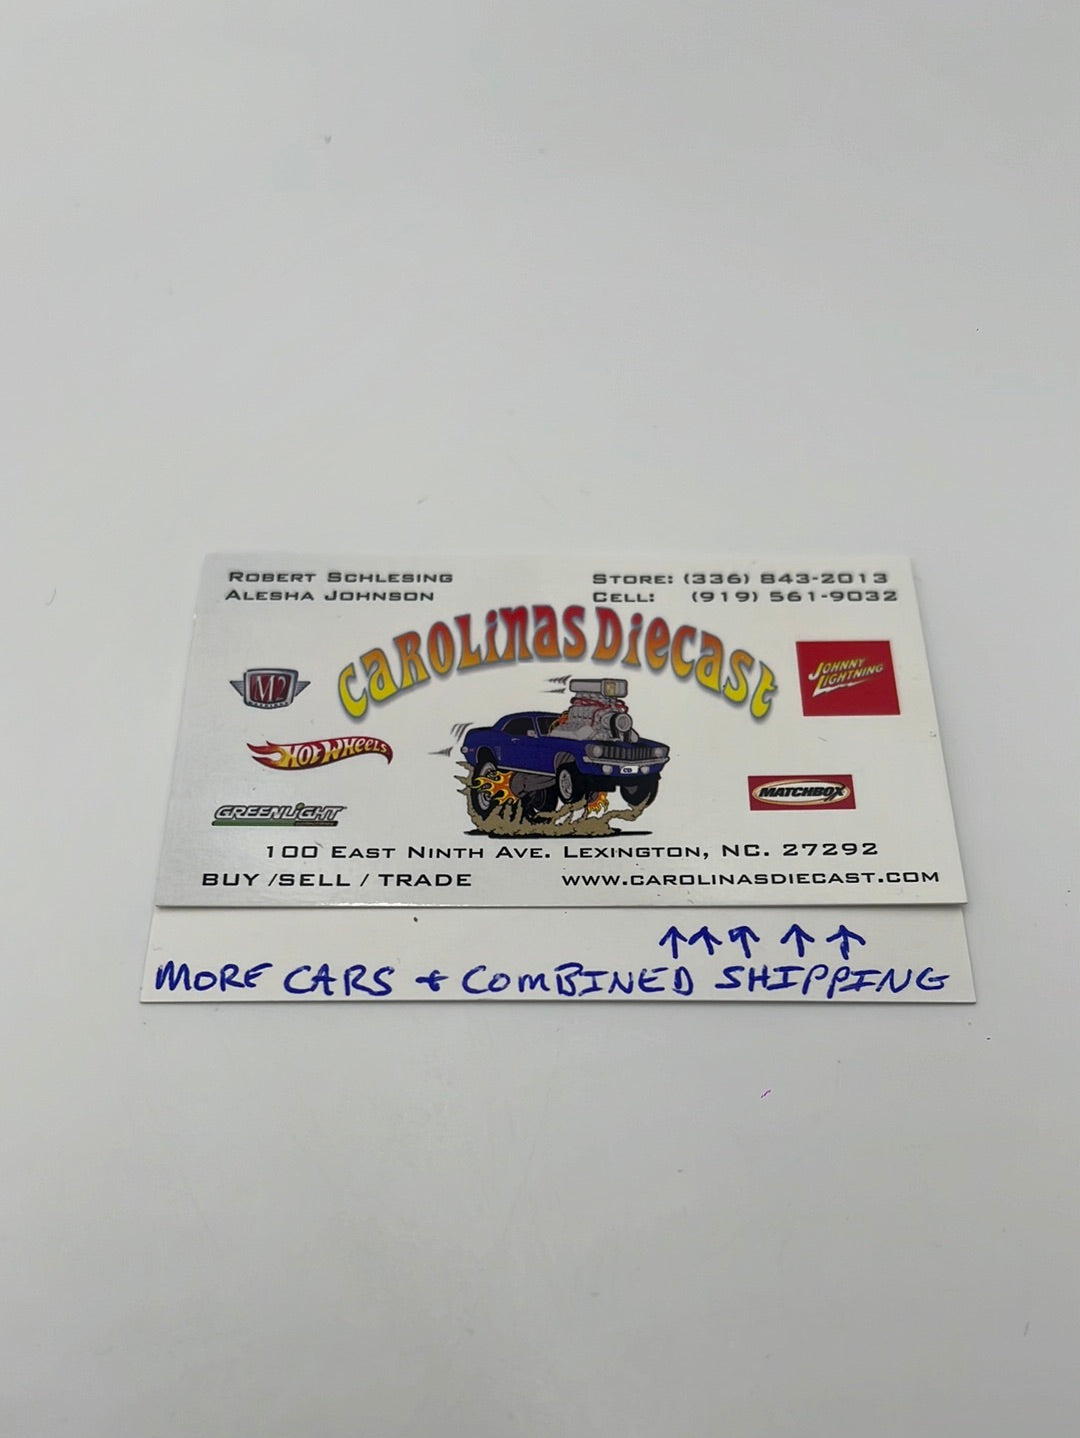 ROBERT SCHLESING
ALESHA JOHNSON
STORE: (336) 843-2013
CELL: (919) 561-9032
CAROLINAS DIECAST
M2
JOHNNY
LIGHTNING
HOT WHEELS
GREENLIGHT
CD
MATCHBOX
100 EAST NINTH AVE. LEXINGTON, NC. 27292
BUY /SELL / TRADE
WWW.CAROLINASDIECAST.COM
↑↑↑ ↑ ↑
MORE CARS + COMBINED SHIPPING